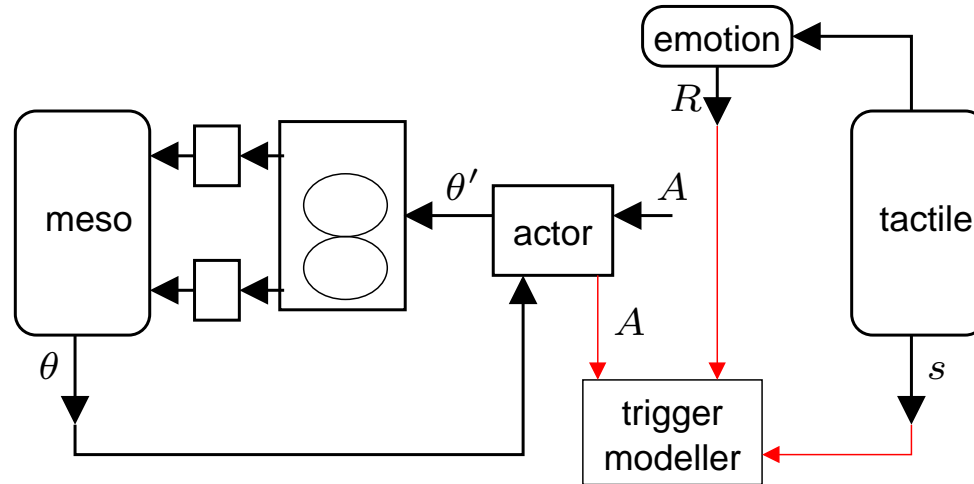 emotion
R
θ′
A
meso
actor
tactile
A
θ
s
trigger
modeller